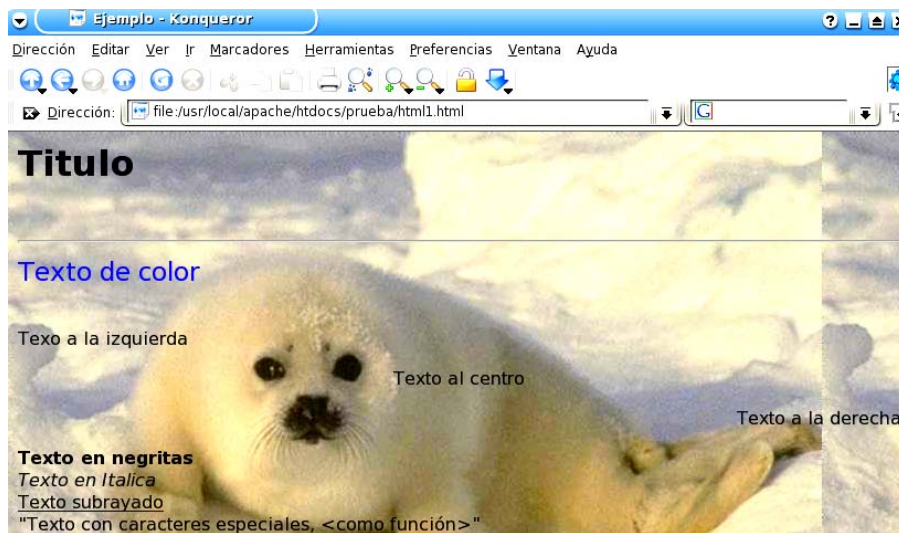 Ejemplo - Konqueror
Dirección Editar Ver Ir Marcadores Herramientas Preferencias Ventana Ayuda
Dirección: file:/usr/local/apache/htdocs/prueba/html1.html
Titulo
Texto de color
Texo a la izquierda
Texto al centro
Texto a la derecha
Texto en negritas
Texto en Italica
Texto subrayado
"Texto con caracteres especiales, <como función>"